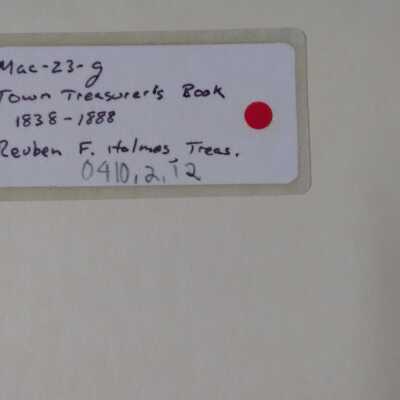 Mac-23-g
Town Treasurer's Book
1838-1888
Reuben F. Holmes Treas.
0410.2.12